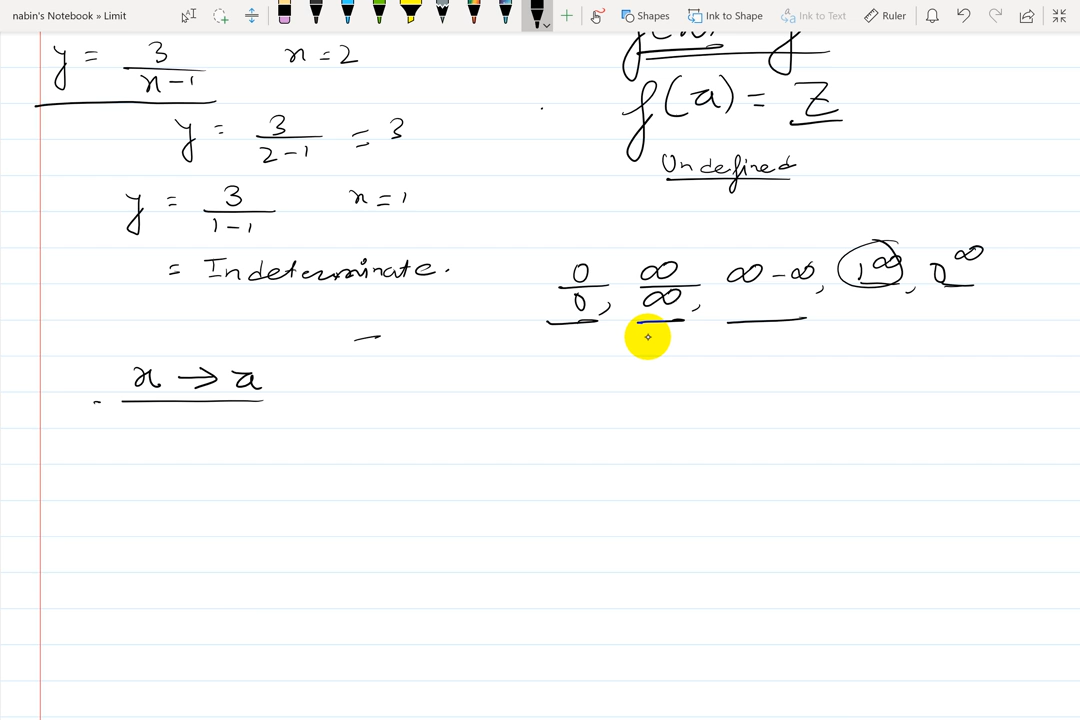 nabin's Notebook » Limit
Shapes Ink to Shape Ink to Text Ruler
y = 3/(x-1) x = 2
f(a) = Z
y = 3/(2-1) = 3
Undefined
y = 3/(1-1) x = 1
= Indeterminate.
0/0, ∞/∞, ∞-∞, 1^∞, 0^∞
x → a